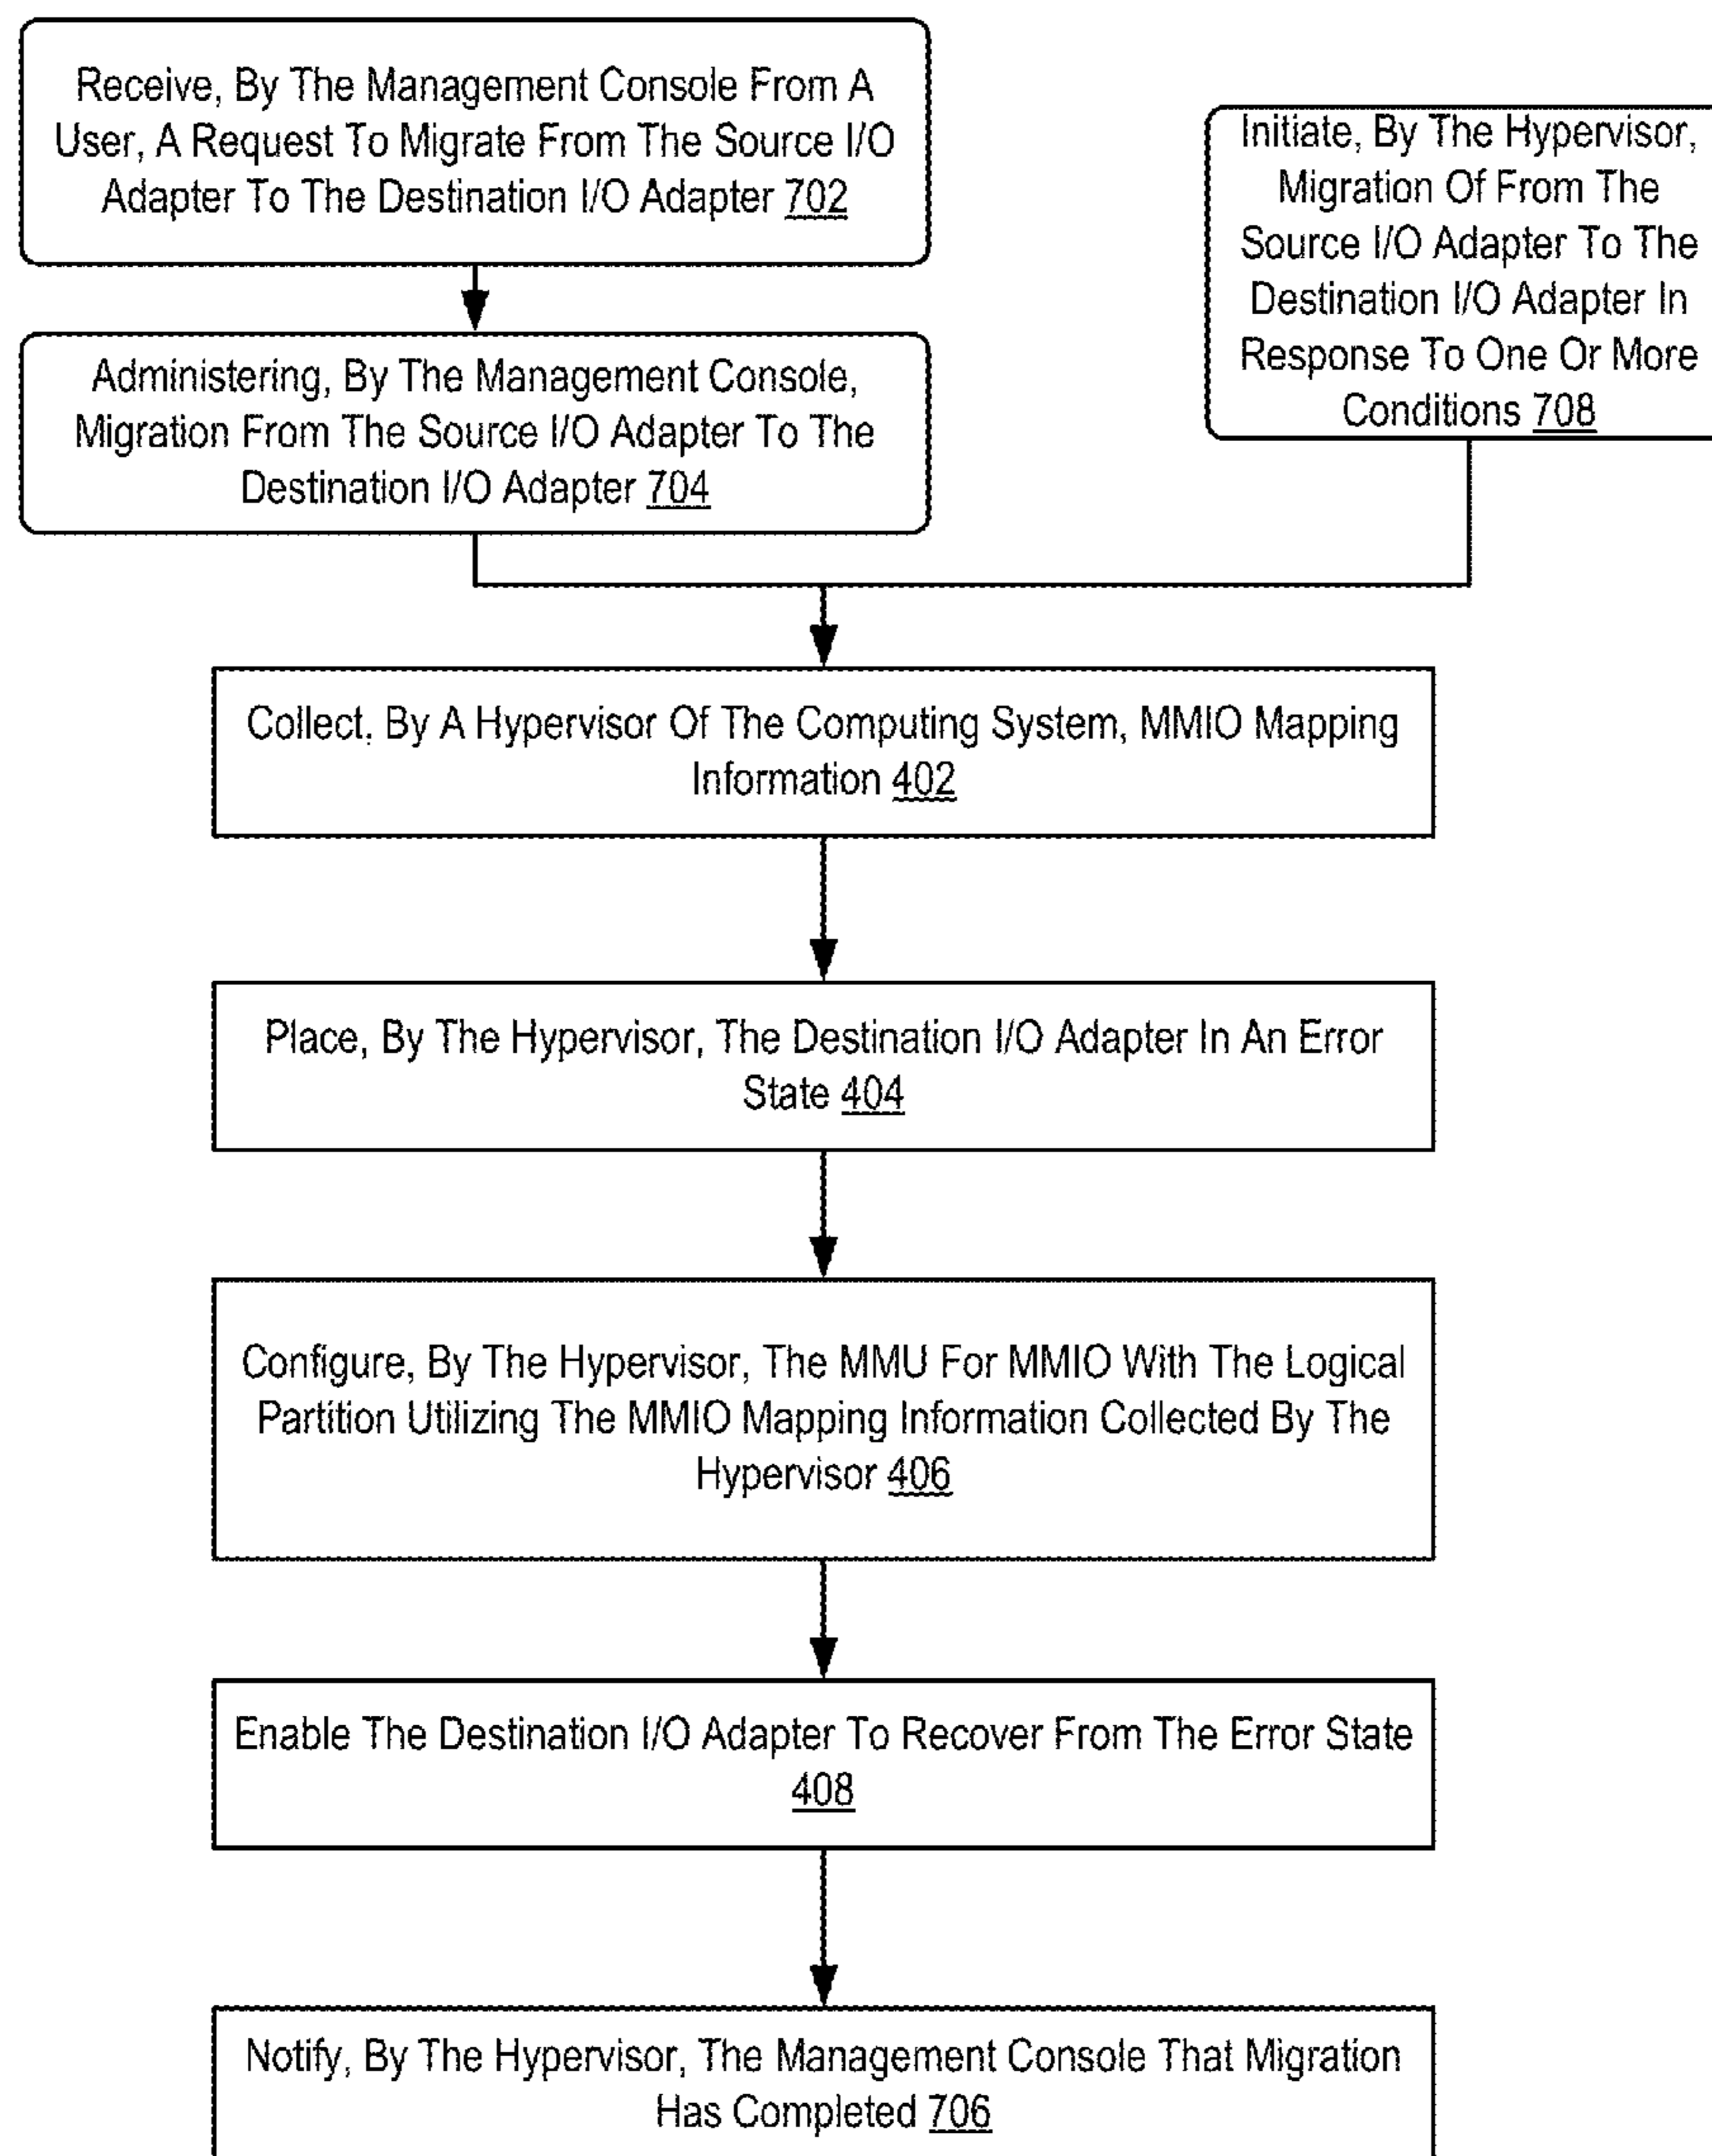 Receive, By The Management Console From A
User, A Request To Migrate From The Source I/O
Adapter To The Destination I/O Adapter 702
Administering, By The Management Console,
Migration From The Source I/O Adapter To The
Destination I/O Adapter 704
Initiate, By The Hypervisor,
Migration Of From The
Source I/O Adapter To The
Destination I/O Adapter In
Response To One Or More
Conditions 708
Collect, By A Hypervisor Of The Computing System, MMIO Mapping
Information 402
Place, By The Hypervisor, The Destination I/O Adapter In An Error
State 404
Configure, By The Hypervisor, The MMU For MMIO With The Logical
Partition Utilizing The MMIO Mapping Information Collected By The
Hypervisor 406
Enable The Destination I/O Adapter To Recover From The Error State
408
Notify, By The Hypervisor, The Management Console That Migration
Has Completed 706